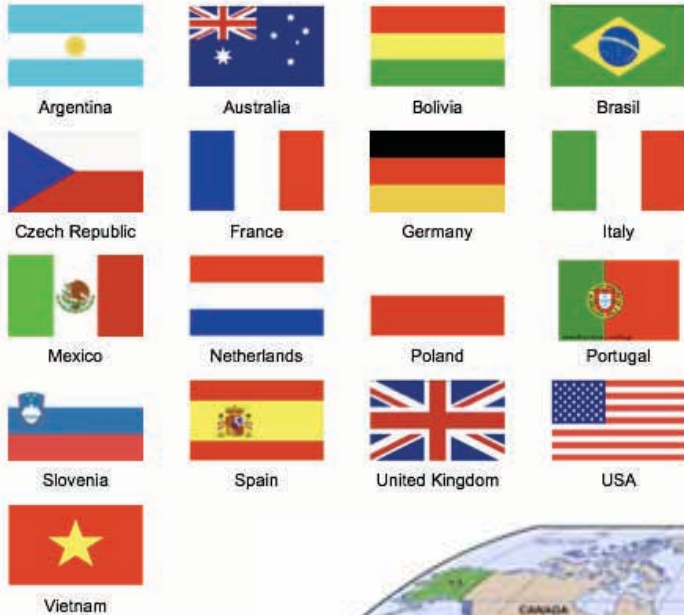 Argentina
Australia
Bolivia
Brasil
Czech Republic
France
Germany
Italy
Mexico
Netherlands
Poland
Portugal
Slovenia
Spain
United Kingdom
USA
Vietnam
CANADA